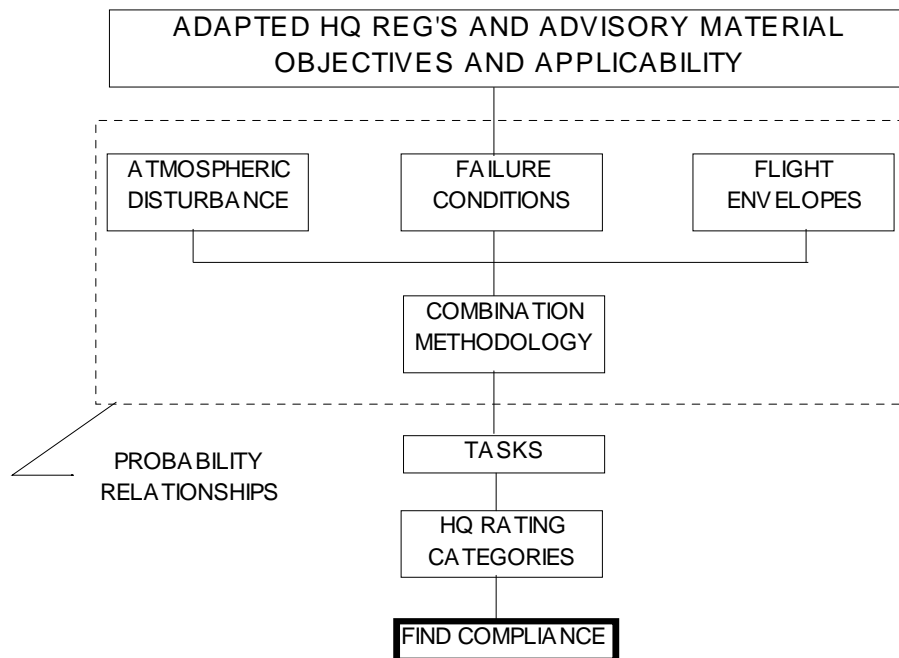 ADAPTED HQ REG'S AND ADVISORY MATERIAL
OBJECTIVES AND APPLICABILITY
ATMOSPHERIC
DISTURBANCE
FAILURE
CONDITIONS
FLIGHT
ENVELOPES
COMBINATION
METHODOLOGY
PROBABILITY
RELATIONSHIPS
TASKS
HQ RATING
CATEGORIES
FIND COMPLIANCE